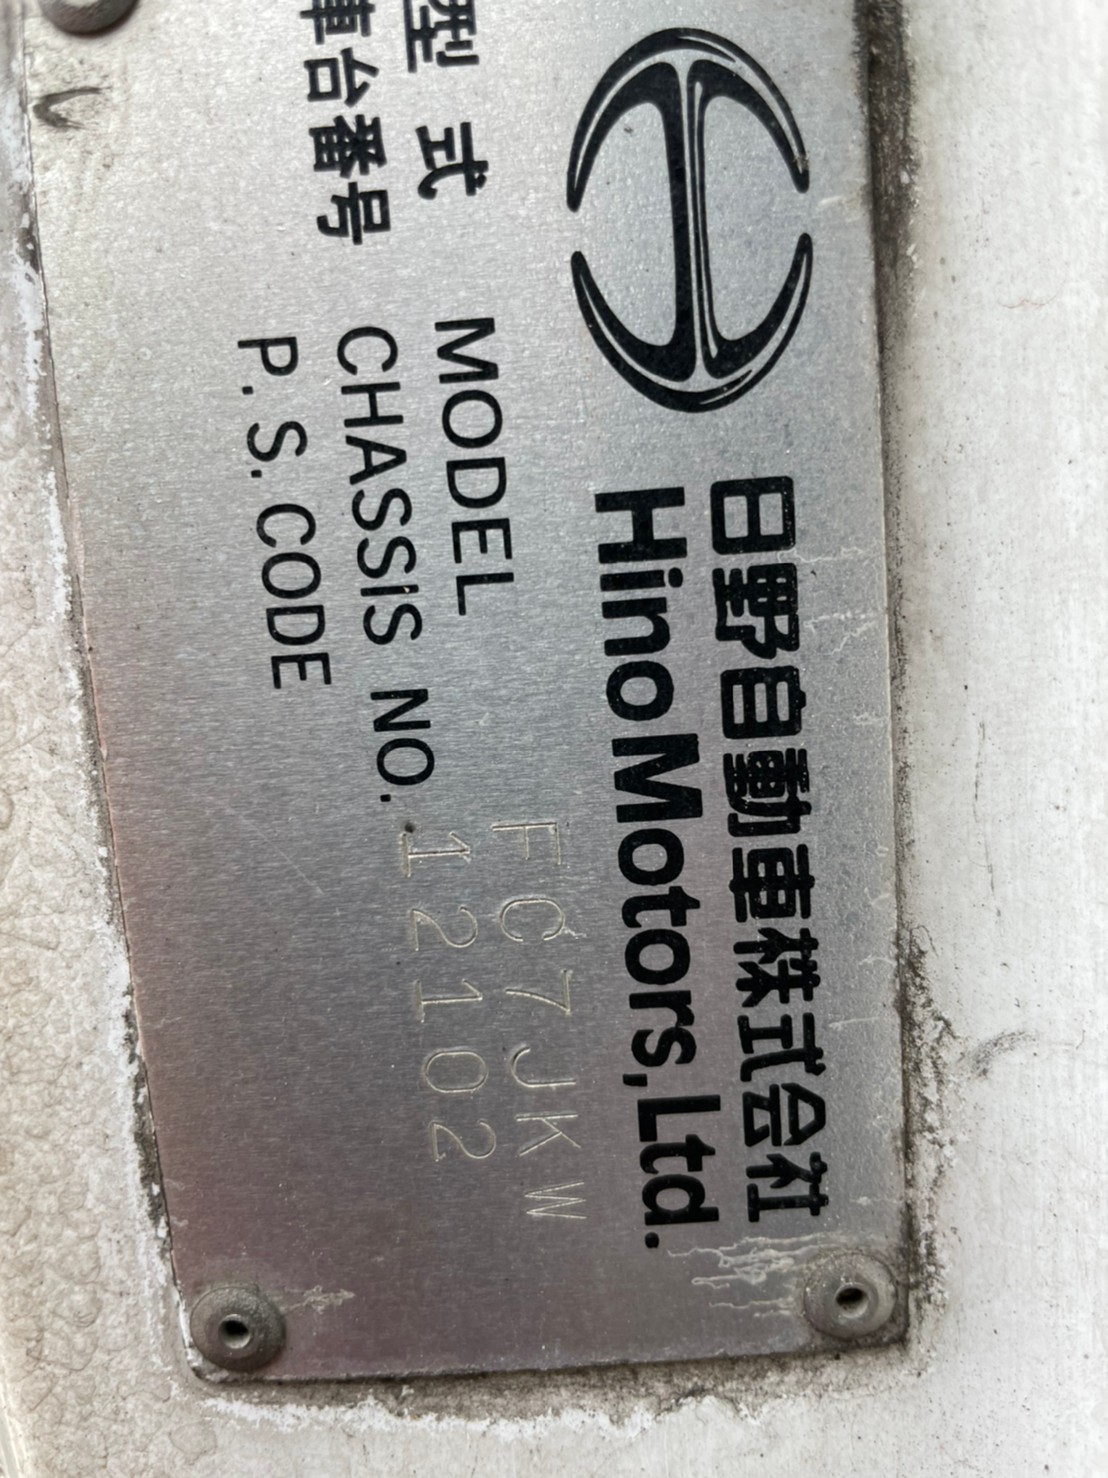 日野自動車株式会社
Hino Motors, Ltd.
型式 MODEL FC7JKW
車台番号 CHASSIS NO. 12102
P. S. CODE